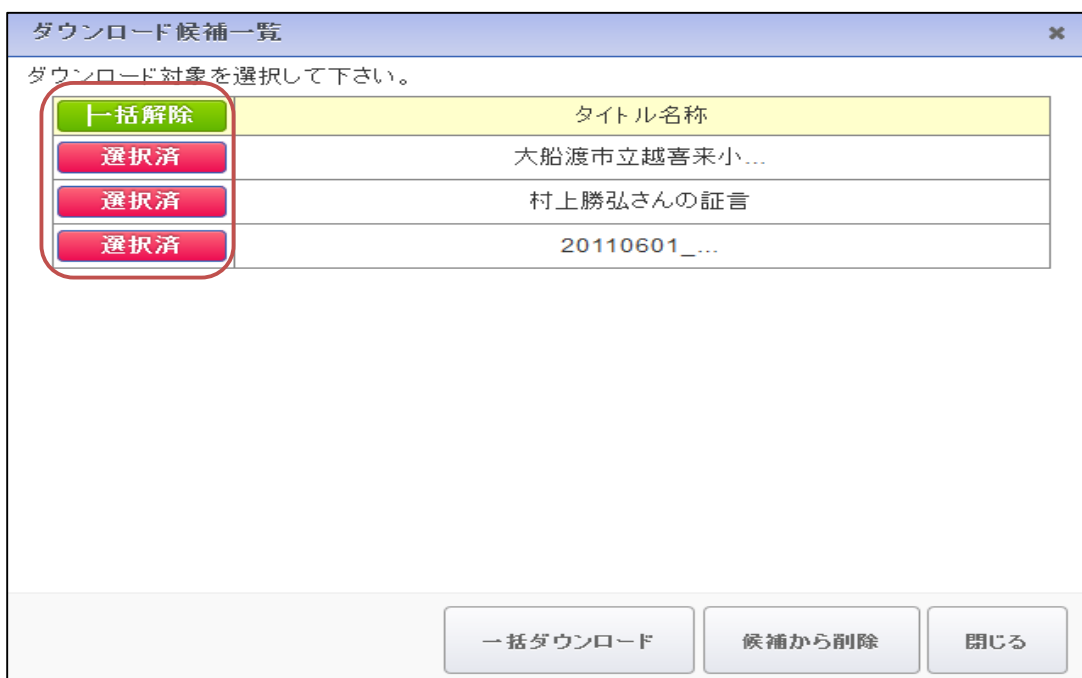 ダウンロード候補一覧
ダウンロード対象を選択して下さい。
一括解除 タイトル名称
選択済 大船渡市立越喜来小...
選択済 村上勝弘さんの証言
選択済 20110601_...
一括ダウンロード 候補から削除 閉じる